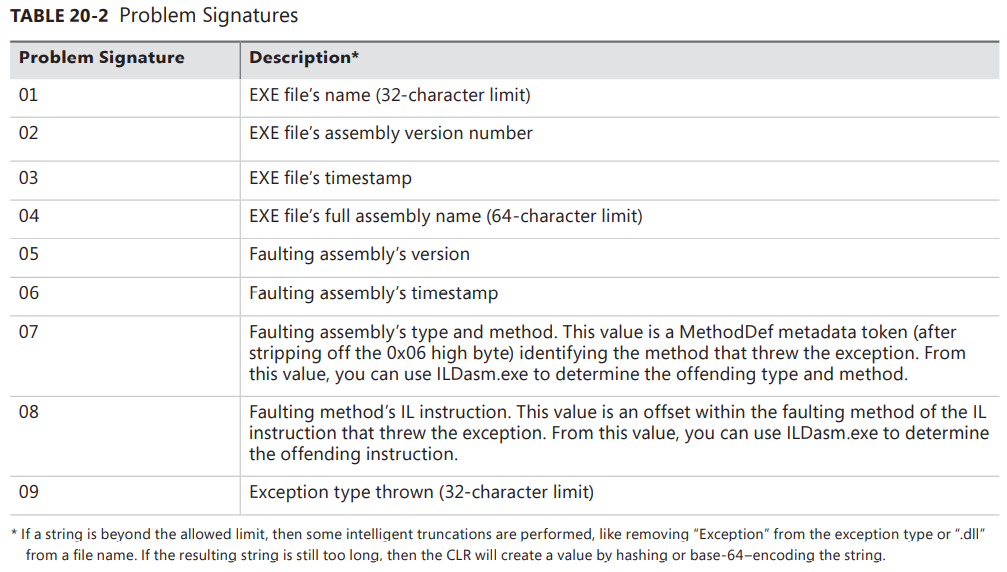 TABLE 20-2 Problem Signatures
Problem Signature Description*
01 EXE file’s name (32-character limit)
02 EXE file’s assembly version number
03 EXE file’s timestamp
04 EXE file’s full assembly name (64-character limit)
05 Faulting assembly’s version
06 Faulting assembly’s timestamp
07 Faulting assembly’s type and method. This value is a MethodDef metadata token (after
stripping off the 0x06 high byte) identifying the method that threw the exception. From
this value, you can use ILDasm.exe to determine the offending type and method.
08 Faulting method’s IL instruction. This value is an offset within the faulting method of the IL
instruction that threw the exception. From this value, you can use ILDasm.exe to determine
the offending instruction.
09 Exception type thrown (32-character limit)
* If a string is beyond the allowed limit, then some intelligent truncations are performed, like removing “Exception” from the exception type or “.dll”
from a file name. If the resulting string is still too long, then the CLR will create a value by hashing or base-64–encoding the string.